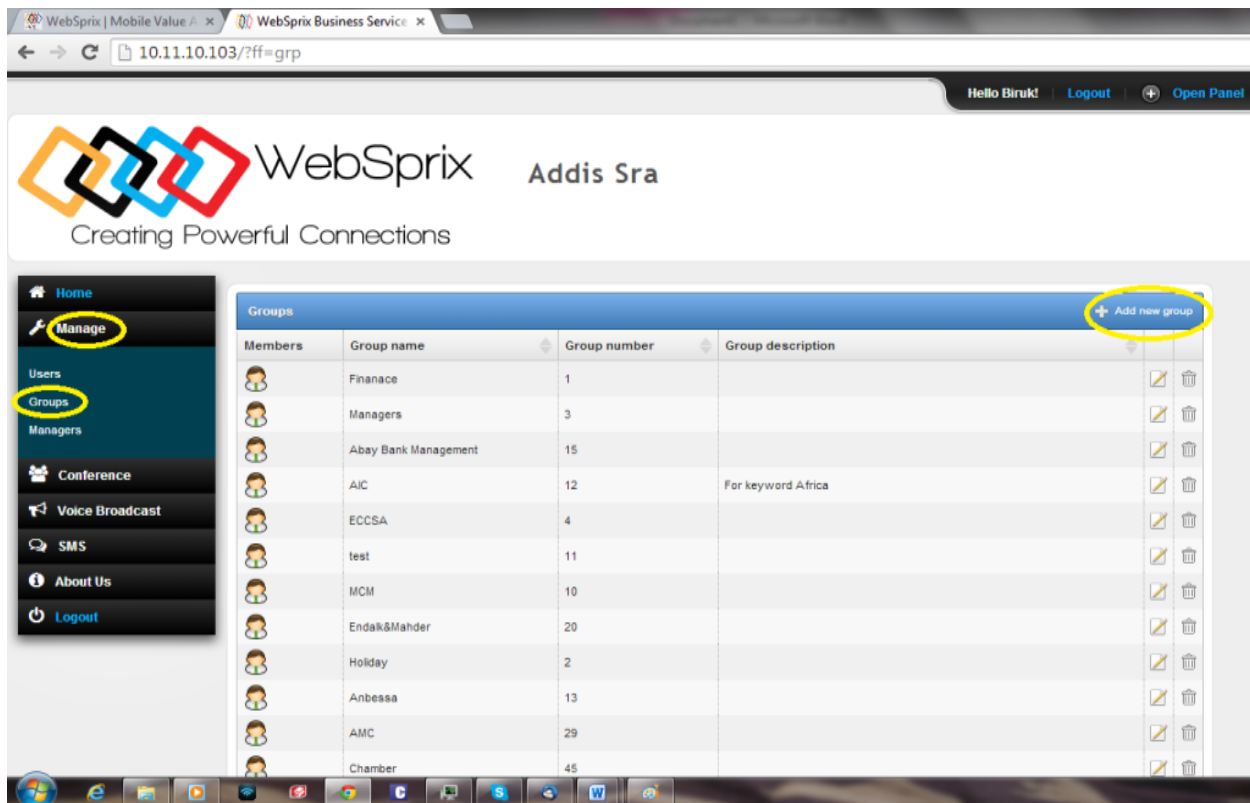 WebSprix | Mobile Value A
WebSprix Business Service
10.11.10.103/?ff=grp
Hello Biruk! Logout Open Panel
WebSprix Addis Sra
Creating Powerful Connections
Home
Manage
Users
Groups
Managers
Conference
Voice Broadcast
SMS
About Us
Logout
Groups Add new group
Members Group name Group number Group description
Finanace 1
Managers 3
Abay Bank Management 15
AIC 12 For keyword Africa
ECCSA 4
test 11
MCM 10
Endalk&Mahder 20
Holiday 2
Anbessa 13
AMC 29
Chamber 45